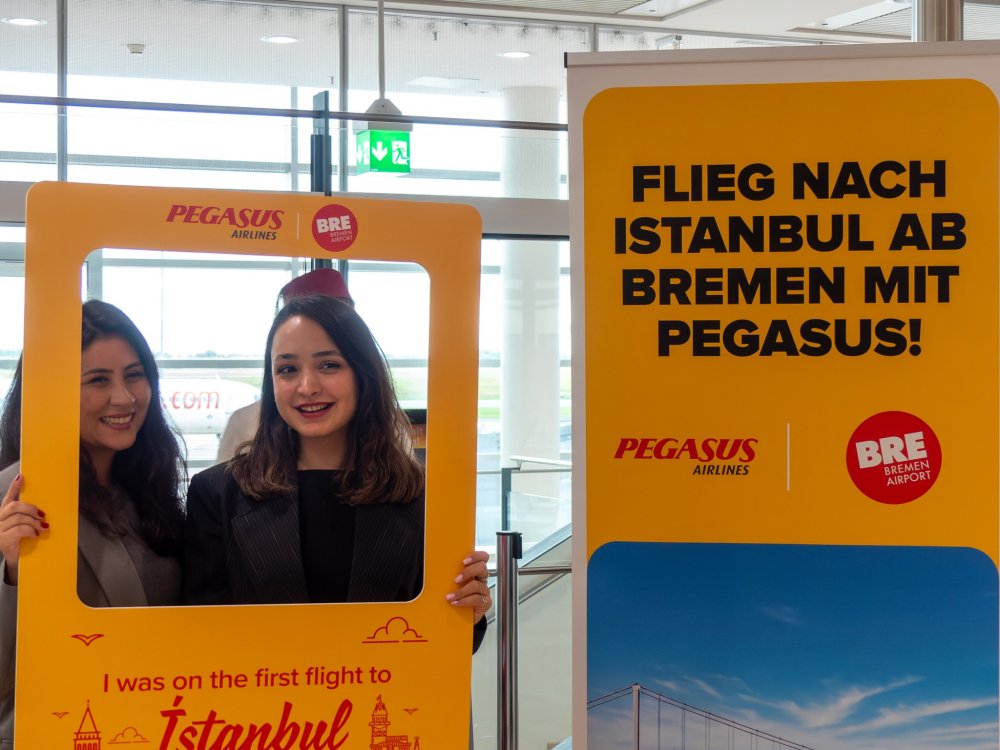 PEGASUS
AIRLINES
BRE
BREMEN
AIRPORT
.com
I was on the first flight to
İstanbul
FLIEG NACH
ISTANBUL AB
BREMEN MIT
PEGASUS!
PEGASUS
AIRLINES
BRE
BREMEN
AIRPORT